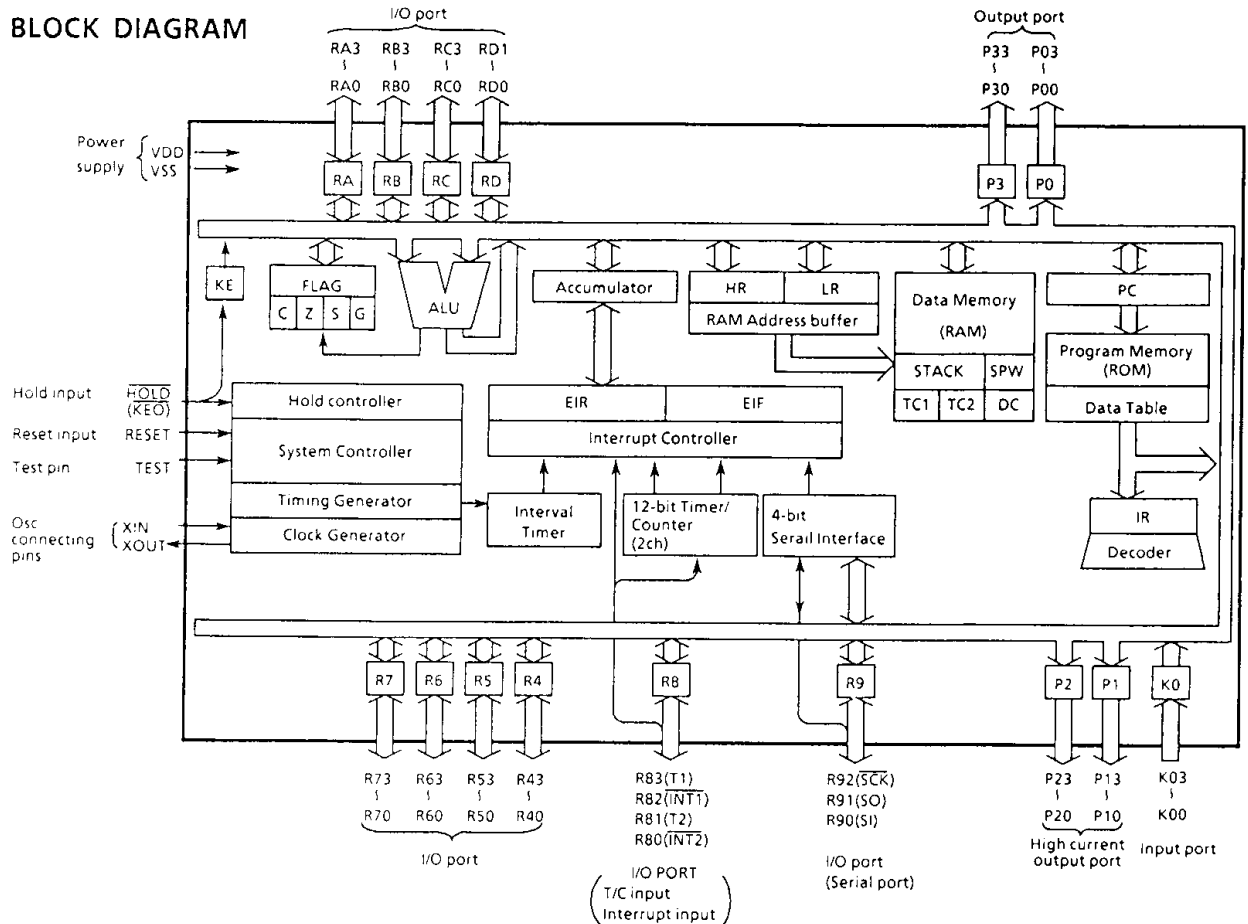 BLOCK DIAGRAM
I/O port
RA3 RB3 RC3 RD1
~ ~ ~ ~
RA0 RB0 RC0 RD0
Output port
P33 P03
~ ~
P30 P00
Power supply
VDD
VSS
RA RB RC RD
P3 P0
KE
FLAG
C Z S G
ALU
Accumulator
HR LR
RAM Address buffer
Data Memory
(RAM)
STACK SPW
TC1 TC2 DC
PC
Program Memory
(ROM)
Data Table
Hold input HOLD
(KEO)
Reset input RESET
Test pin TEST
Osc connecting pins
XIN
XOUT
Hold controller
System Controller
Timing Generator
Clock Generator
EIR EIF
Interrupt Controller
Interval
Timer
12-bit Timer/
Counter
(2ch)
4-bit
Serail Interface
IR
Decoder
R7 R6 R5 R4 R8 R9 P2 P1 K0
R73 R63 R53 R43
~ ~ ~ ~
R70 R60 R50 R40
I/O port
R83(T1)
R82(INT1)
R81(T2)
R80(INT2)
I/O PORT
T/C input
Interrupt input
R92(SCK)
R91(SO)
R90(SI)
I/O port
(Serial port)
P23 P13
~ ~
P20 P10
High current
output port
K03
~
K00
Input port